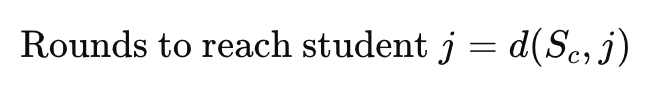 Rounds to reach student j = d(S_c, j)